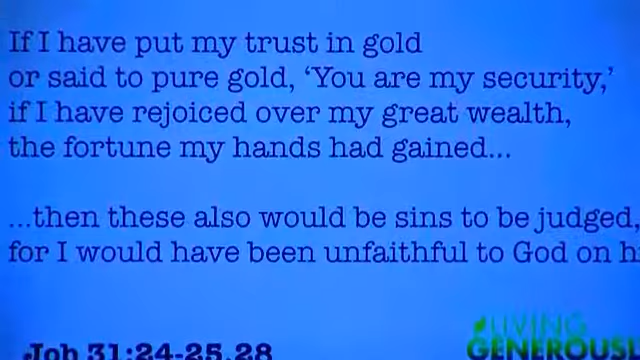 If I have put my trust in gold
or said to pure gold, ‘You are my security,’
if I have rejoiced over my great wealth,
the fortune my hands had gained...
...then these also would be sins to be judged,
for I would have been unfaithful to God on h
Job 31:24-25,28
LIVING
GENEROUSL